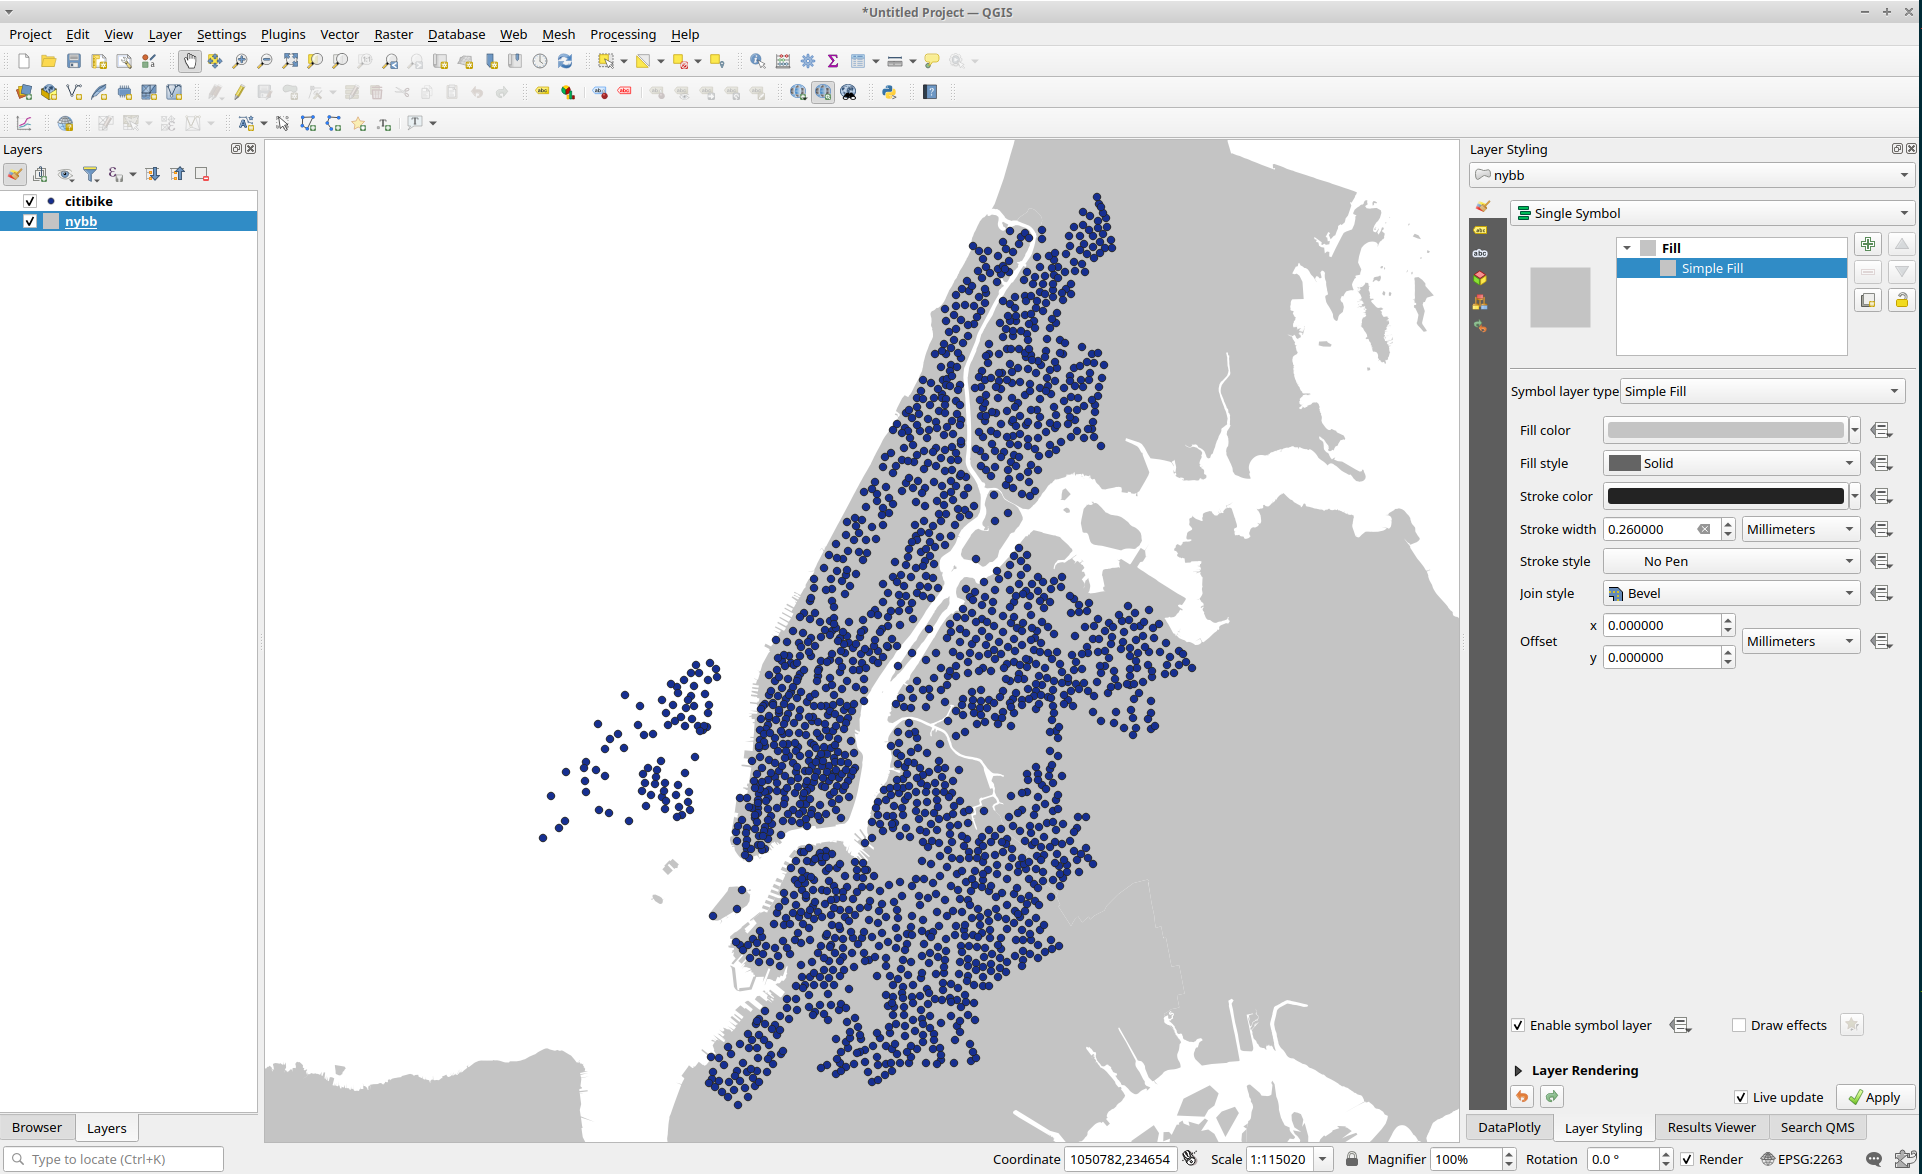 *Untitled Project — QGIS
Project Edit View Layer Settings Plugins Vector Raster Database Web Mesh Processing Help
Layers
citibike
nybb
Browser
Layers
Layer Styling
nybb
Single Symbol
Fill
Simple Fill
Symbol layer type Simple Fill
Fill color
Fill style Solid
Stroke color
Stroke width 0.260000 Millimeters
Stroke style No Pen
Join style Bevel
Offset x 0.000000 Millimeters
y 0.000000
Enable symbol layer Draw effects
Layer Rendering
Live update Apply
DataPlotly Layer Styling Results Viewer Search QMS
Type to locate (Ctrl+K) Coordinate 1050782,234654 Scale 1:115020 Magnifier 100% Rotation 0.0 ° Render EPSG:2263